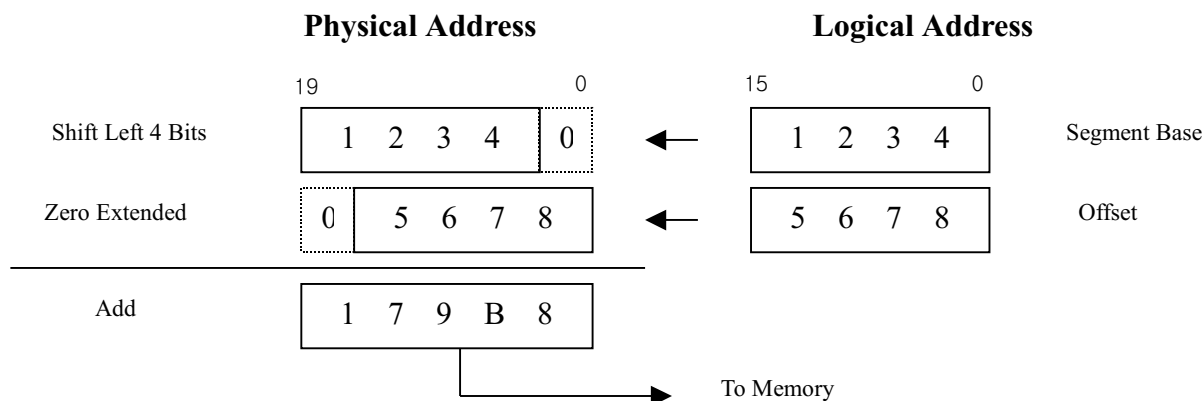 Physical Address Logical Address
19 0 15 0
Shift Left 4 Bits 1 2 3 4 0 1 2 3 4 Segment Base
Zero Extended 0 5 6 7 8 5 6 7 8 Offset
Add 1 7 9 B 8
To Memory